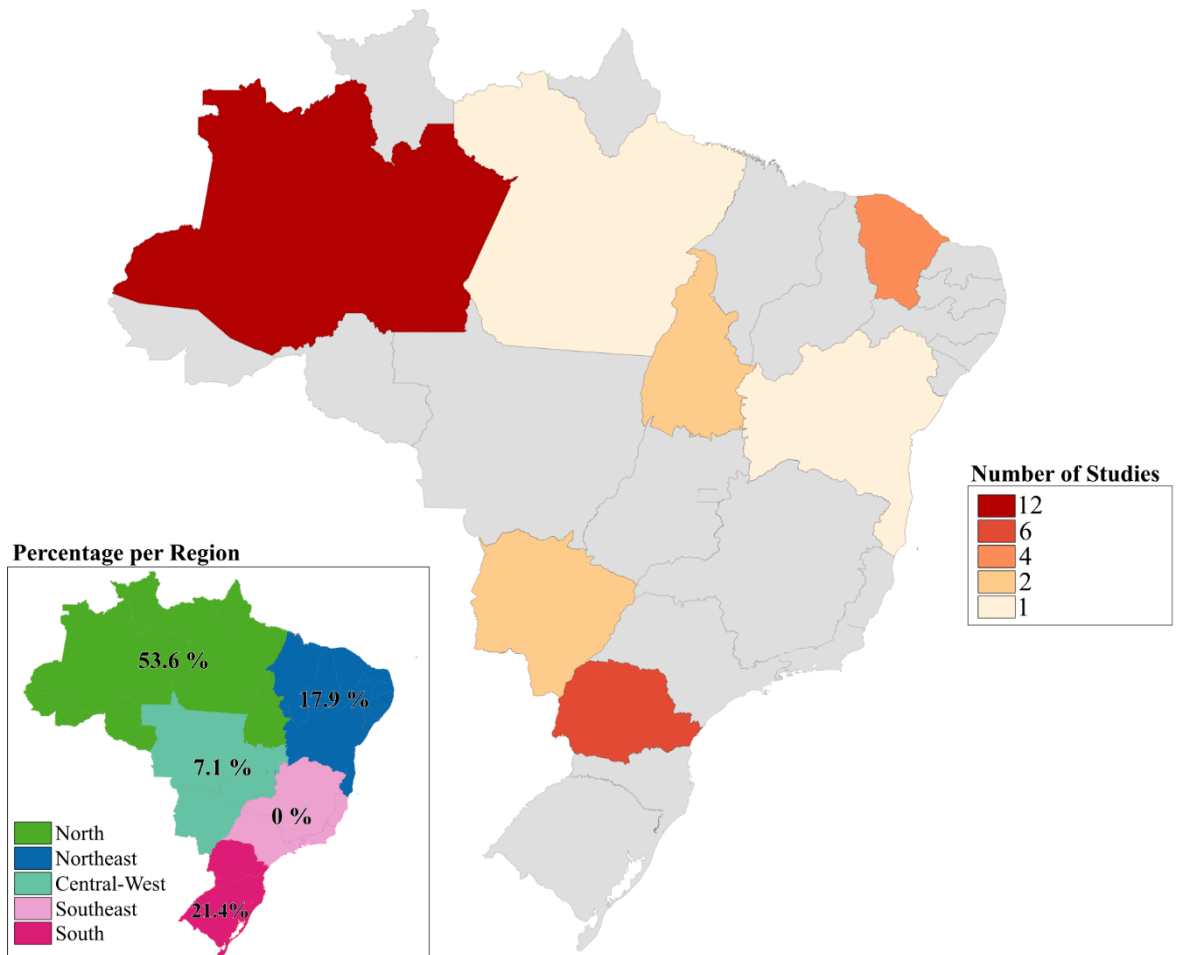 Number of Studies
12
6
4
2
1
Percentage per Region
53.6 %
17.9 %
7.1 %
0 %
21.4%
North
Northeast
Central-West
Southeast
South